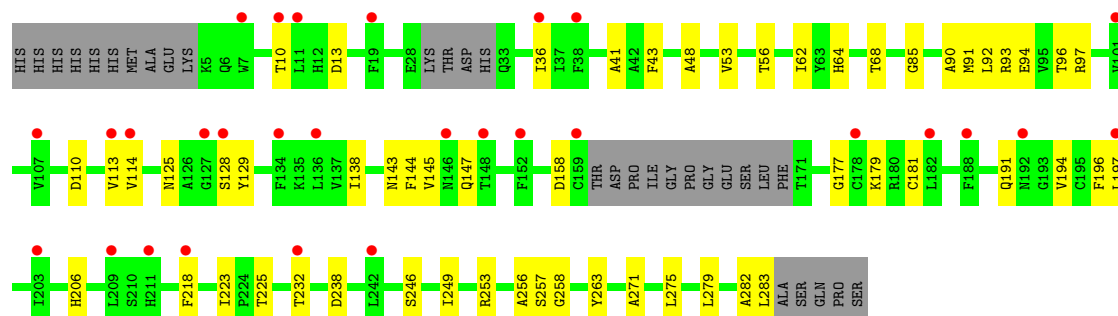 HIS HIS HIS HIS HIS HIS MET ALA GLU LYS K5 Q6 W7 T10 L11 H12 D13 F19 E28 LYS THR ASP HIS Q33 I36 I37 F38 A41 A42 F43 A48 V53 T56 I62 Y63 H64 T68 G85 A90 M91 L92 R93 E94 V95 T96 R97 V101
V107 D110 V113 V114 N125 A126 G127 S128 Y129 F134 K135 L136 V137 I138 N143 F144 V145 N146 Q147 T148 F152 D158 C159 THR ASP PRO ILE GLY PRO GLY GLU SER LEU PHE T171 G177 C178 K179 R180 C181 L182 F188 Q191 N192 G193 V194 C195 F196 L197
I203 H206 L209 S210 H211 F218 I223 P224 T225 T232 D238 L242 S246 I249 R253 A256 S257 G258 Y263 A271 L275 L279 A282 L283 ALA SER GLN PRO SER